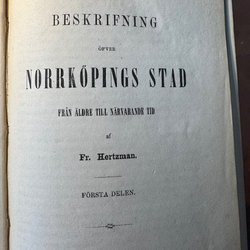 BESKRIFNING
ÖFVER
NORRKÖPINGS STAD
FRÅN ÄLDRE TILL NÄRVARANDE TID
af
Fr. Hertzman.
FÖRSTA DELEN.